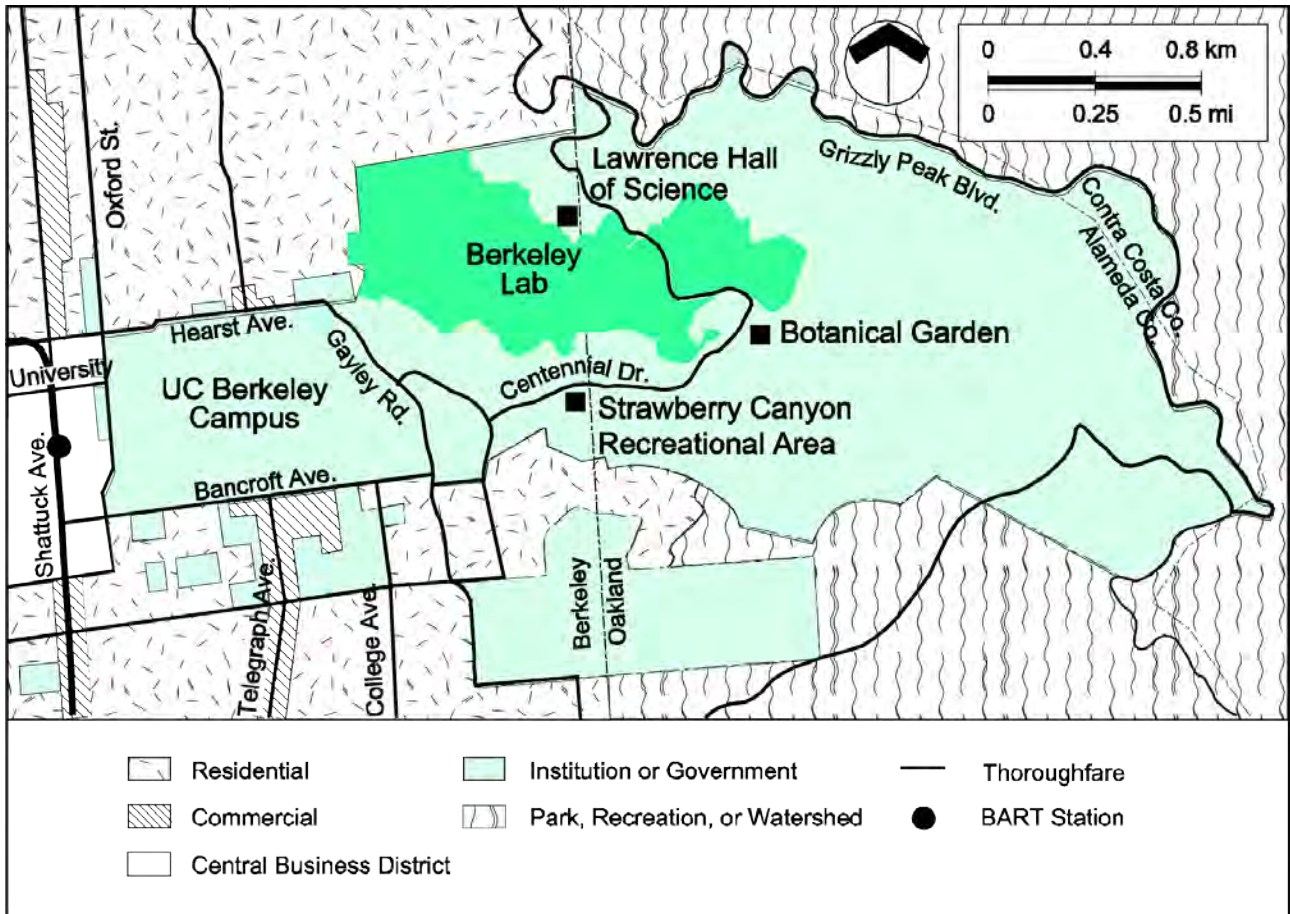 0 0.4 0.8 km
0 0.25 0.5 mi
Oxford St.
Lawrence Hall
of Science
Grizzly Peak Blvd.
Contra Costa Co.
Alameda Co.
Berkeley
Lab
Hearst Ave.
Gayley Rd.
Botanical Garden
University
UC Berkeley
Campus
Centennial Dr.
Strawberry Canyon
Recreational Area
Shattuck Ave.
Bancroft Ave.
Telegraph Ave.
College Ave.
Berkeley
Oakland
Residential
Institution or Government
Thoroughfare
Commercial
Park, Recreation, or Watershed
BART Station
Central Business District